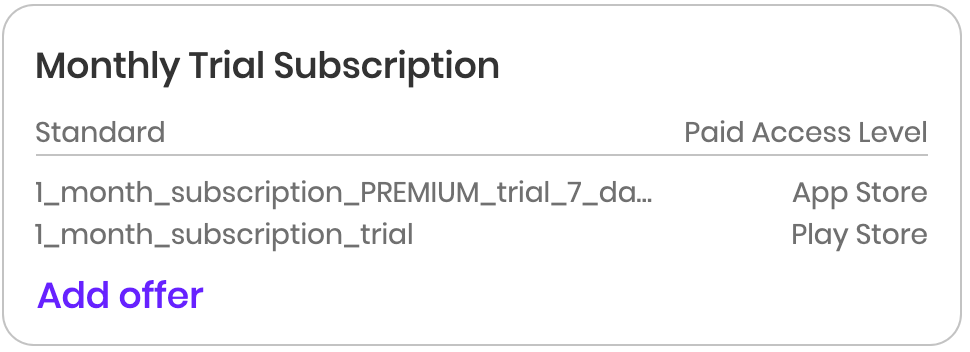 Monthly Trial Subscription
Standard Paid Access Level
1_month_subscription_PREMIUM_trial_7_da... App Store
1_month_subscription_trial Play Store
Add offer